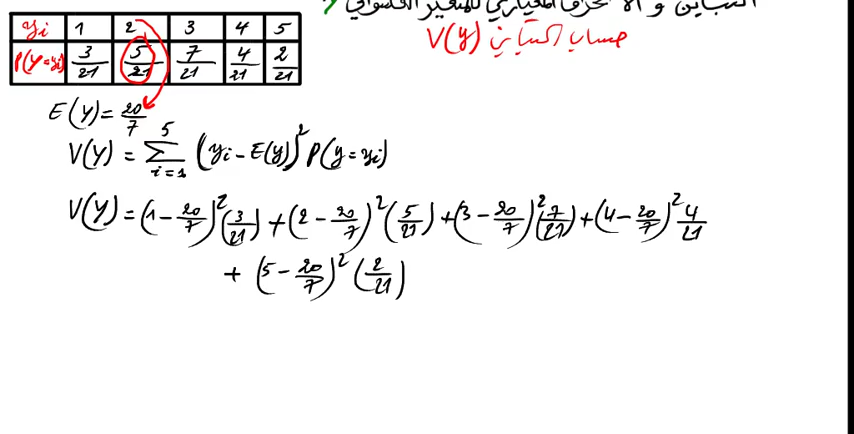 التباين و الانحراف المعياري للمتغير العشوائي
حساب التباين V(y)
yi 1 2 3 4 5
P(Y=yi) 3/21 5/21 7/21 4/21 2/21
E(Y) = 20/7
V(Y) = ∑_{i=1}^{5} (yi - E(y))² P(y=yi)
V(Y) = (1 - 20/7)² (3/21) + (2 - 20/7)² (5/21) + (3 - 20/7)² (7/21) + (4 - 20/7)² 4/21
+ (5 - 20/7)² (2/21)